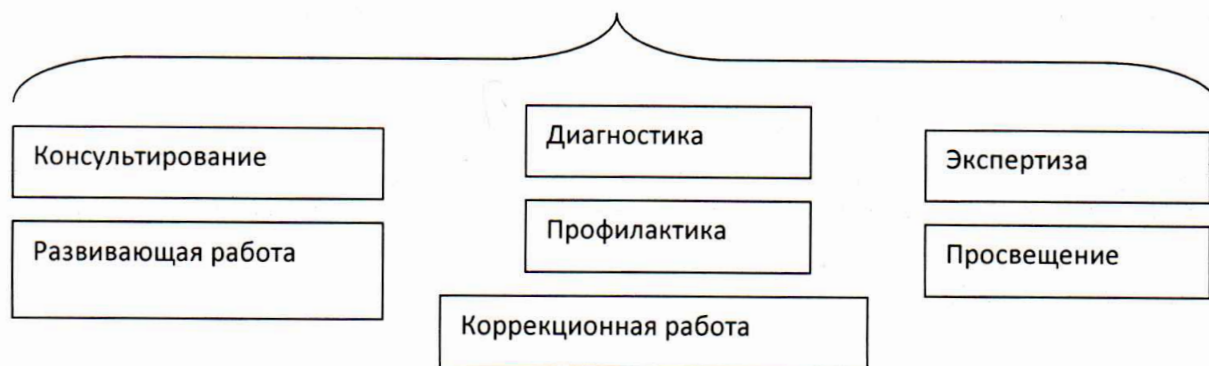 Консультирование
Диагностика
Экспертиза
Развивающая работа
Профилактика
Просвещение
Коррекционная работа